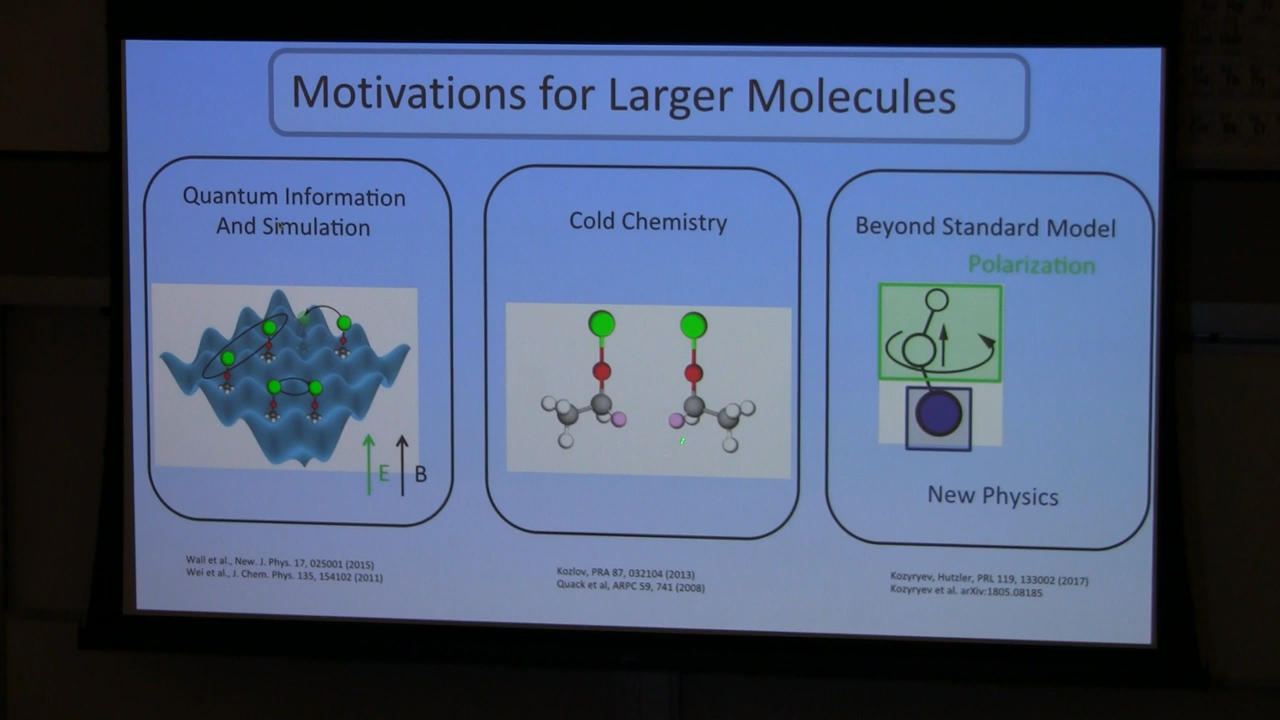 Motivations for Larger Molecules
Quantum Information
And Simulation
E
B
Wall et al., New. J. Phys. 17, 025001 (2015)
Wei et al., J. Chem. Phys. 135, 154102 (2011)
Cold Chemistry
Kozlov, PRA 87, 032104 (2013)
Quack et al, ARPC 59, 741 (2008)
Beyond Standard Model
Polarization
New Physics
Kozyryev, Hutzler, PRL 119, 133002 (2017)
Kozyryev et al. arXiv:1805.08185